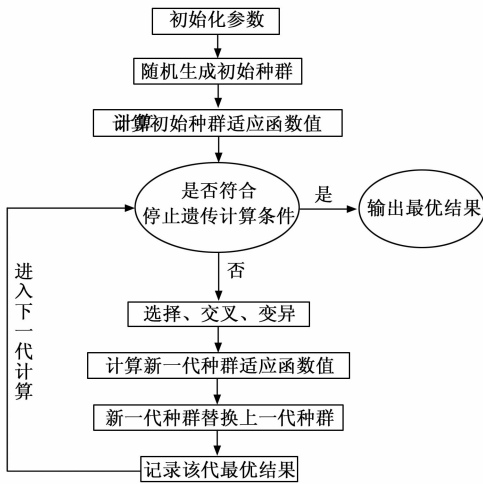 初始化参数
随机生成初始种群
计算初始种群适应函数值
是否符合
停止遗传计算条件
是
输出最优结果
否
选择、交叉、变异
计算新一代种群适应函数值
新一代种群替换上一代种群
记录该代最优结果
进入下一代计算